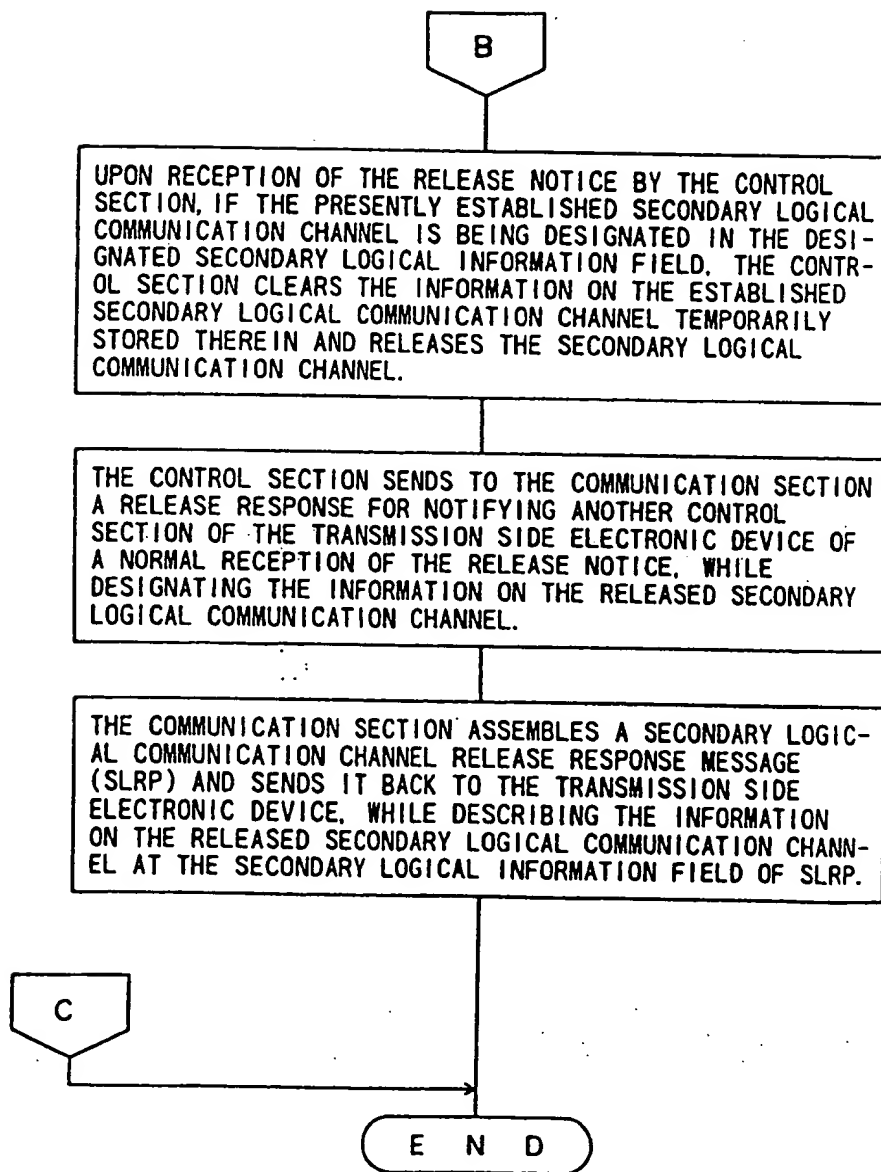 B
UPON RECEPTION OF THE RELEASE NOTICE BY THE CONTROL
SECTION, IF THE PRESENTLY ESTABLISHED SECONDARY LOGICAL
COMMUNICATION CHANNEL IS BEING DESIGNATED IN THE DESI-
GNATED SECONDARY LOGICAL INFORMATION FIELD, THE CONTR-
OL SECTION CLEARS THE INFORMATION ON THE ESTABLISHED
SECONDARY LOGICAL COMMUNICATION CHANNEL TEMPORARILY
STORED THEREIN AND RELEASES THE SECONDARY LOGICAL
COMMUNICATION CHANNEL.
THE CONTROL SECTION SENDS TO THE COMMUNICATION SECTION
A RELEASE RESPONSE FOR NOTIFYING ANOTHER CONTROL
SECTION OF THE TRANSMISSION SIDE ELECTRONIC DEVICE OF
A NORMAL RECEPTION OF THE RELEASE NOTICE, WHILE
DESIGNATING THE INFORMATION ON THE RELEASED SECONDARY
LOGICAL COMMUNICATION CHANNEL.
THE COMMUNICATION SECTION ASSEMBLES A SECONDARY LOGIC-
AL COMMUNICATION CHANNEL RELEASE RESPONSE MESSAGE
(SLRP) AND SENDS IT BACK TO THE TRANSMISSION SIDE
ELECTRONIC DEVICE, WHILE DESCRIBING THE INFORMATION
ON THE RELEASED SECONDARY LOGICAL COMMUNICATION CHANN-
EL AT THE SECONDARY LOGICAL INFORMATION FIELD OF SLRP.
C
END